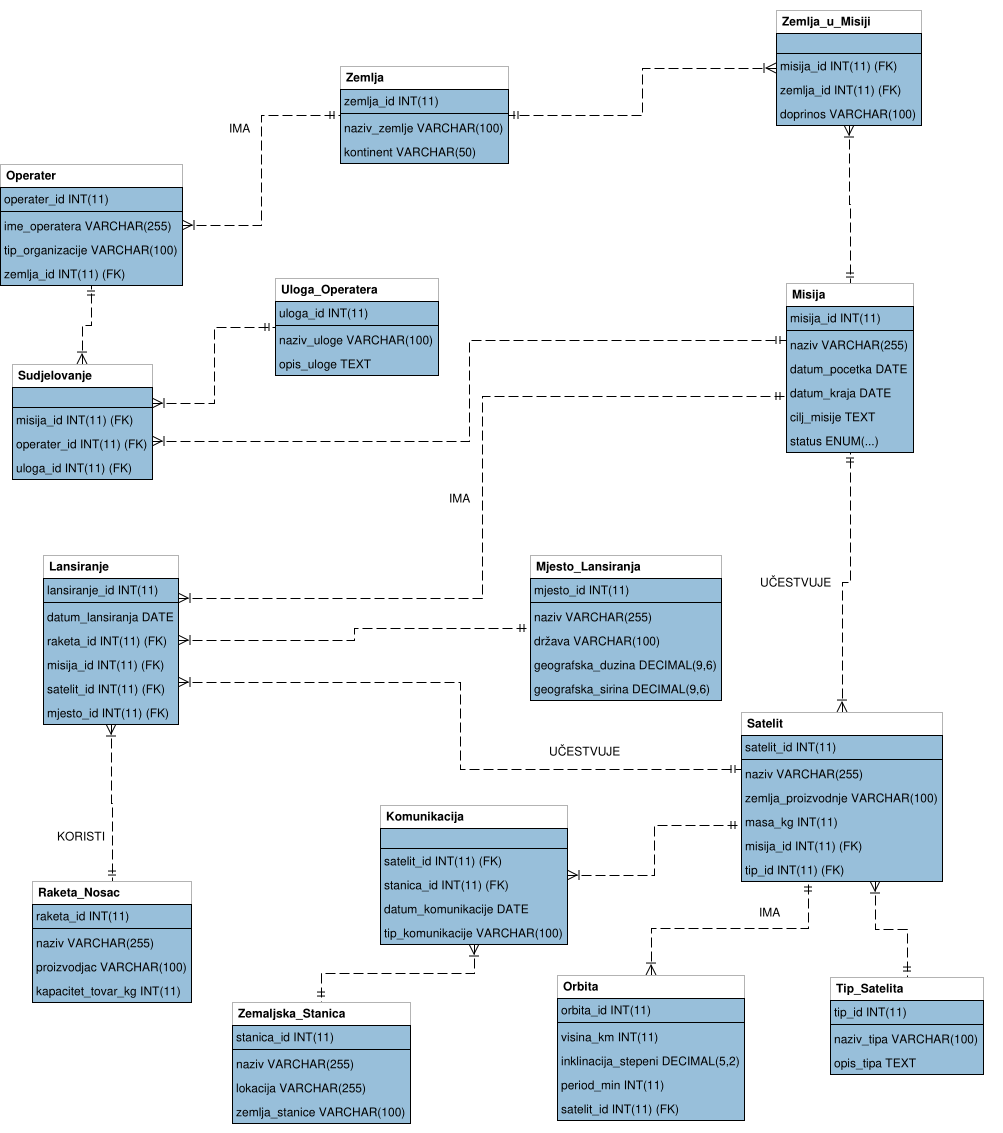 Zemlja_u_Misiji
misija_id INT(11) (FK)
zemlja_id INT(11) (FK)
doprinos VARCHAR(100)
Zemlja
zemlja_id INT(11)
naziv_zemlje VARCHAR(100)
kontinent VARCHAR(50)
IMA
Operater
operater_id INT(11)
ime_operatera VARCHAR(255)
tip_organizacije VARCHAR(100)
zemlja_id INT(11) (FK)
Uloga_Operatera
uloga_id INT(11)
naziv_uloge VARCHAR(100)
opis_uloge TEXT
Misija
misija_id INT(11)
naziv VARCHAR(255)
datum_pocetka DATE
datum_kraja DATE
cilj_misije TEXT
status ENUM(...)
Sudjelovanje
misija_id INT(11) (FK)
operater_id INT(11) (FK)
uloga_id INT(11) (FK)
IMA
UČESTVUJE
Lansiranje
lansiranje_id INT(11)
datum_lansiranja DATE
raketa_id INT(11) (FK)
misija_id INT(11) (FK)
satelit_id INT(11) (FK)
mjesto_id INT(11) (FK)
Mjesto_Lansiranja
mjesto_id INT(11)
naziv VARCHAR(255)
država VARCHAR(100)
geografska_duzina DECIMAL(9,6)
geografska_sirina DECIMAL(9,6)
UČESTVUJE
Satelit
satelit_id INT(11)
naziv VARCHAR(255)
zemlja_proizvodnje VARCHAR(100)
masa_kg INT(11)
misija_id INT(11) (FK)
tip_id INT(11) (FK)
KORISTI
Komunikacija
satelit_id INT(11) (FK)
stanica_id INT(11) (FK)
datum_komunikacije DATE
tip_komunikacije VARCHAR(100)
Raketa_Nosac
raketa_id INT(11)
naziv VARCHAR(255)
proizvodjac VARCHAR(100)
kapacitet_tovar_kg INT(11)
IMA
Zemaljska_Stanica
stanica_id INT(11)
naziv VARCHAR(255)
lokacija VARCHAR(255)
zemlja_stanice VARCHAR(100)
Orbita
orbita_id INT(11)
visina_km INT(11)
inklinacija_stepeni DECIMAL(5,2)
period_min INT(11)
satelit_id INT(11) (FK)
Tip_Satelita
tip_id INT(11)
naziv_tipa VARCHAR(100)
opis_tipa TEXT